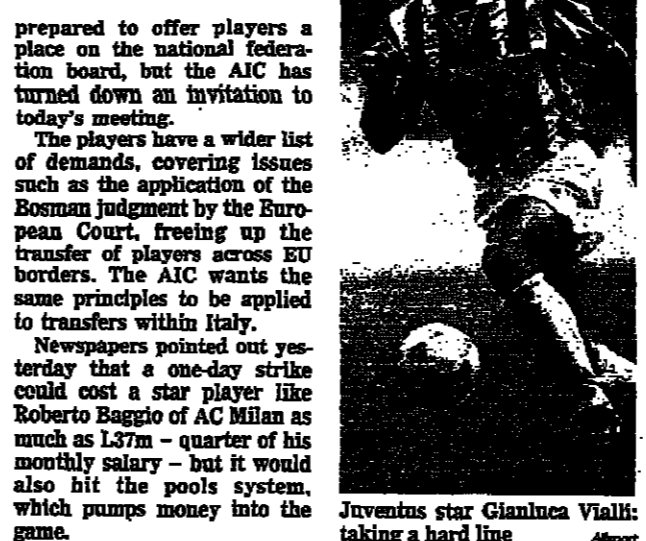 prepared to offer players a
place on the national federa-
tion board, but the AIC has
turned down an invitation to
today's meeting.
The players have a wider list
of demands, covering issues
such as the application of the
Bosman judgment by the Euro-
pean Court, freeing up the
transfer of players across EU
borders. The AIC wants the
same principles to be applied
to transfers within Italy.
Newspapers pointed out yes-
terday that a one-day strike
could cost a star player like
Roberto Baggio of AC Milan as
much as L37m – quarter of his
monthly salary – but it would
also hit the pools system,
which pumps money into the
game.
Juventus star Gianluca Vialli:
taking a hard line